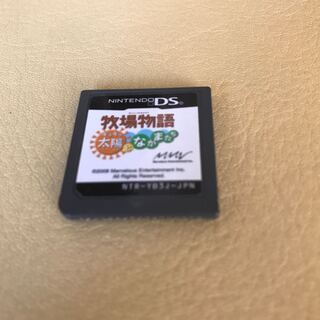 NINTENDO DS
牧場物語
太陽となかまたち
©2008 Marvelous Entertainment Inc.
All Rights Reserved.
NTR-YB3J-JPN